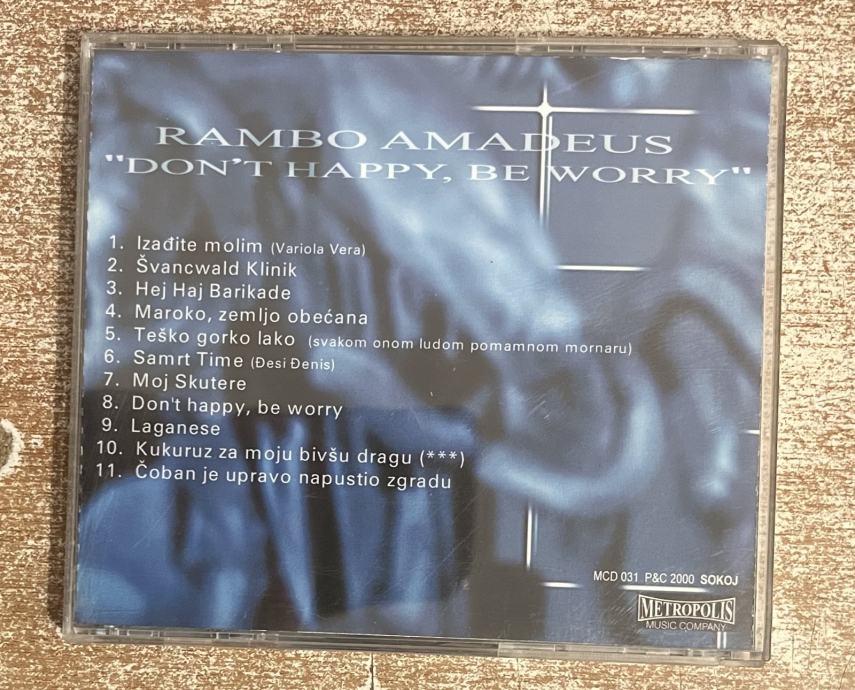 RAMBO AMADEUS
"DON'T HAPPY, BE WORRY"
1. Izađite molim (Variola Vera)
2. Švancwald Klinik
3. Hej Haj Barikade
4. Maroko, zemljo obećana
5. Teško gorko lako (svakom onom ludom pomamnom mornaru)
6. Samrt Time (Đesi Đenis)
7. Moj Skutere
8. Don't happy, be worry
9. Laganese
10. Kukuruz za moju bivšu dragu (***)
11. Čoban je upravo napustio zgradu
MCD 031 P&C 2000 SOKOJ
METROPOLIS
MUSIC COMPANY